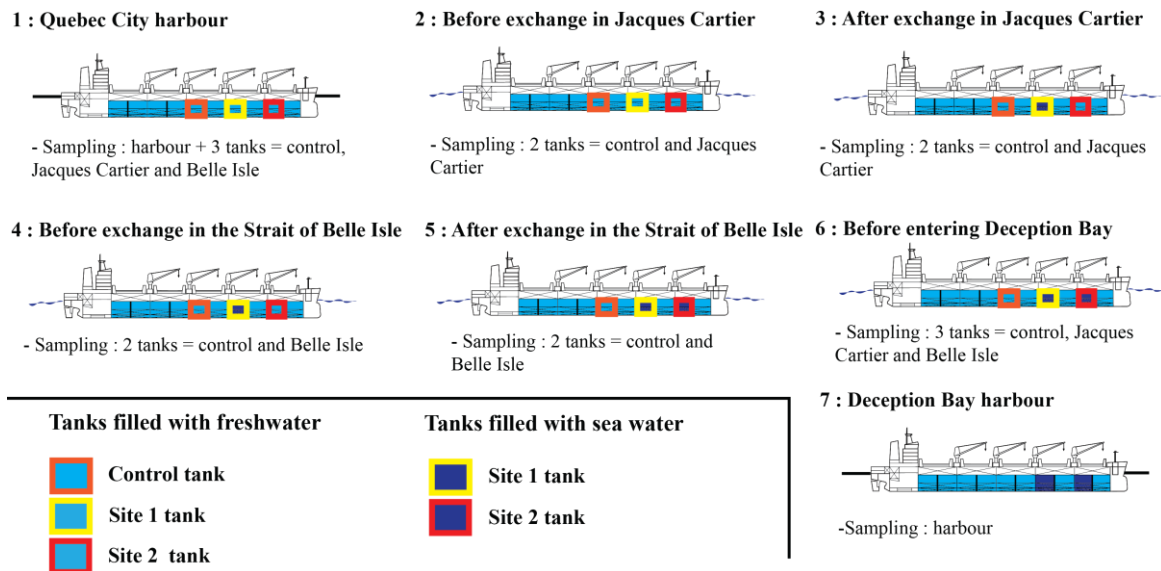 1 : Quebec City harbour
- Sampling : harbour + 3 tanks = control,
Jacques Cartier and Belle Isle
2 : Before exchange in Jacques Cartier
- Sampling : 2 tanks = control and Jacques
Cartier
3 : After exchange in Jacques Cartier
- Sampling : 2 tanks = control and Jacques
Cartier
4 : Before exchange in the Strait of Belle Isle
- Sampling : 2 tanks = control and Belle Isle
5 : After exchange in the Strait of Belle Isle
- Sampling : 2 tanks = control and
Belle Isle
6 : Before entering Deception Bay
- Sampling : 3 tanks = control, Jacques
Cartier and Belle Isle
7 : Deception Bay harbour
-Sampling : harbour
Tanks filled with freshwater
Control tank
Site 1 tank
Site 2 tank
Tanks filled with sea water
Site 1 tank
Site 2 tank